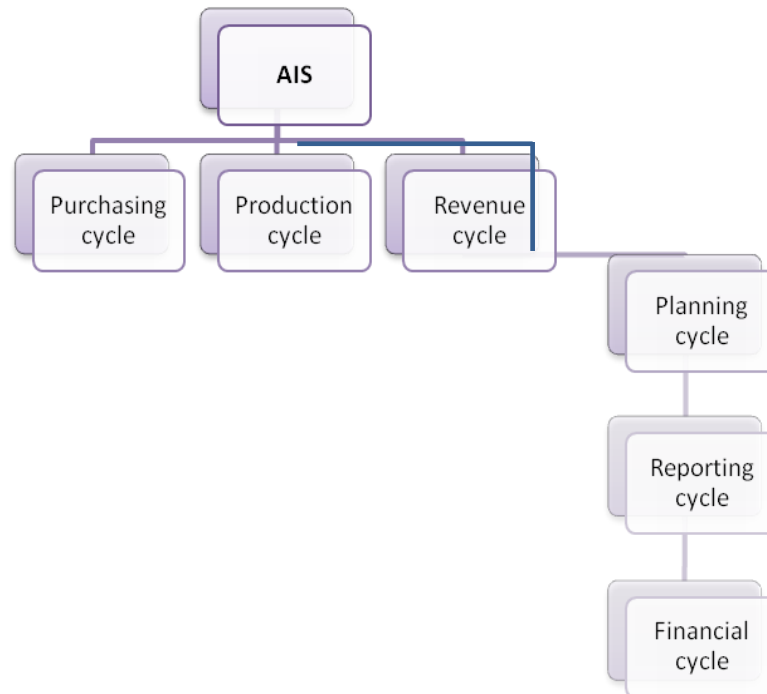 AIS
Purchasing
cycle
Production
cycle
Revenue
cycle
Planning
cycle
Reporting
cycle
Financial
cycle